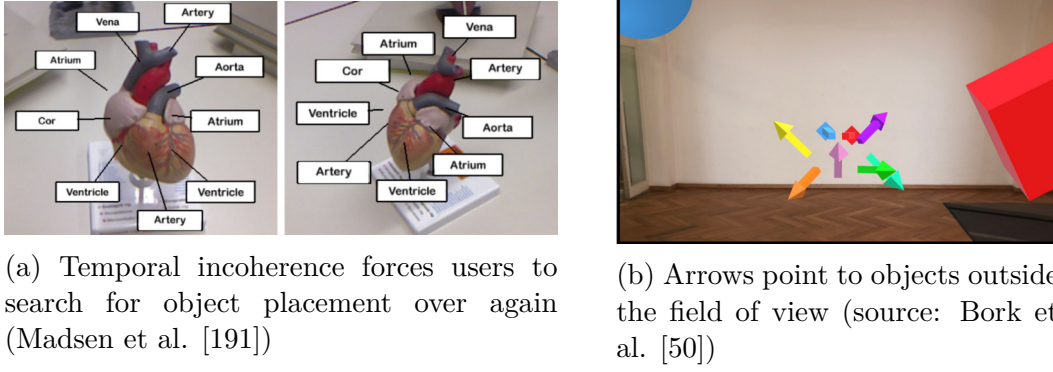 Vena
Artery
Atrium
Aorta
Cor
Atrium
Ventricle
Ventricle
Artery
Vena
Atrium
Cor
Artery
Ventricle
Aorta
Artery
Atrium
Ventricle
(a) Temporal incoherence forces users to
search for object placement over again
(Madsen et al. [191])
(b) Arrows point to objects outside
the field of view (source: Bork et
al. [50])